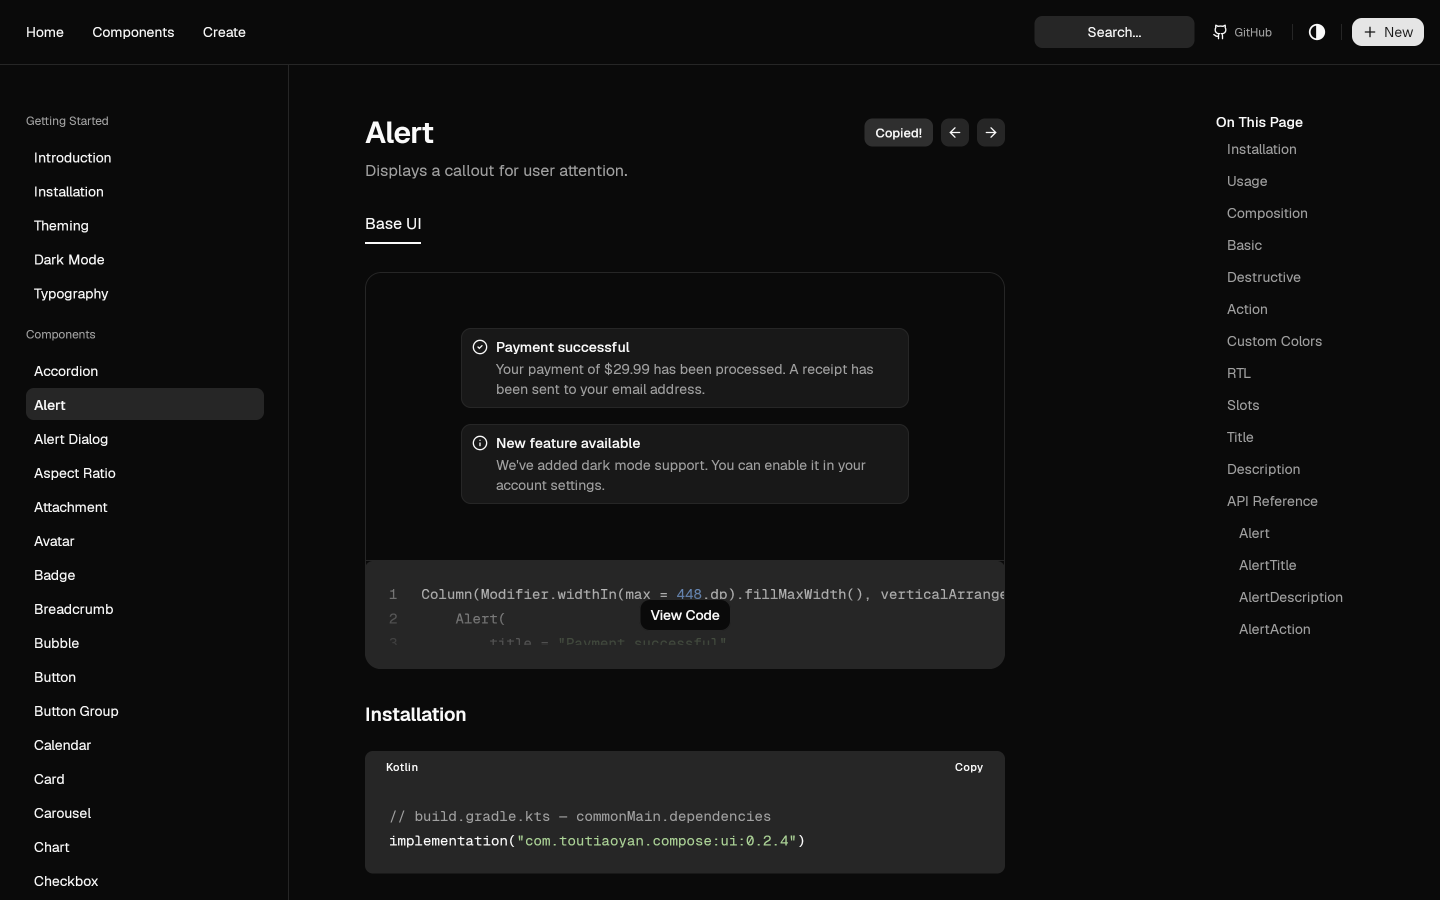 Home
Components
Create
Search...
GitHub
New
Getting Started
Introduction
Installation
Theming
Dark Mode
Typography
Components
Accordion
Alert
Alert Dialog
Aspect Ratio
Attachment
Avatar
Badge
Breadcrumb
Bubble
Button
Button Group
Calendar
Card
Carousel
Chart
Checkbox
Alert
Copied!
Displays a callout for user attention.
Base UI
Payment successful
Your payment of $29.99 has been processed. A receipt has
been sent to your email address.
New feature available
We've added dark mode support. You can enable it in your
account settings.
1 Column(Modifier.widthIn(max = 448.dp).fillMaxWidth(), verticalArrange
2 Alert(
3 title = "Payment successful"
View Code
Installation
Kotlin
Copy
// build.gradle.kts — commonMain.dependencies
implementation("com.toutiaoyan.compose:ui:0.2.4")
On This Page
Installation
Usage
Composition
Basic
Destructive
Action
Custom Colors
RTL
Slots
Title
Description
API Reference
Alert
AlertTitle
AlertDescription
AlertAction